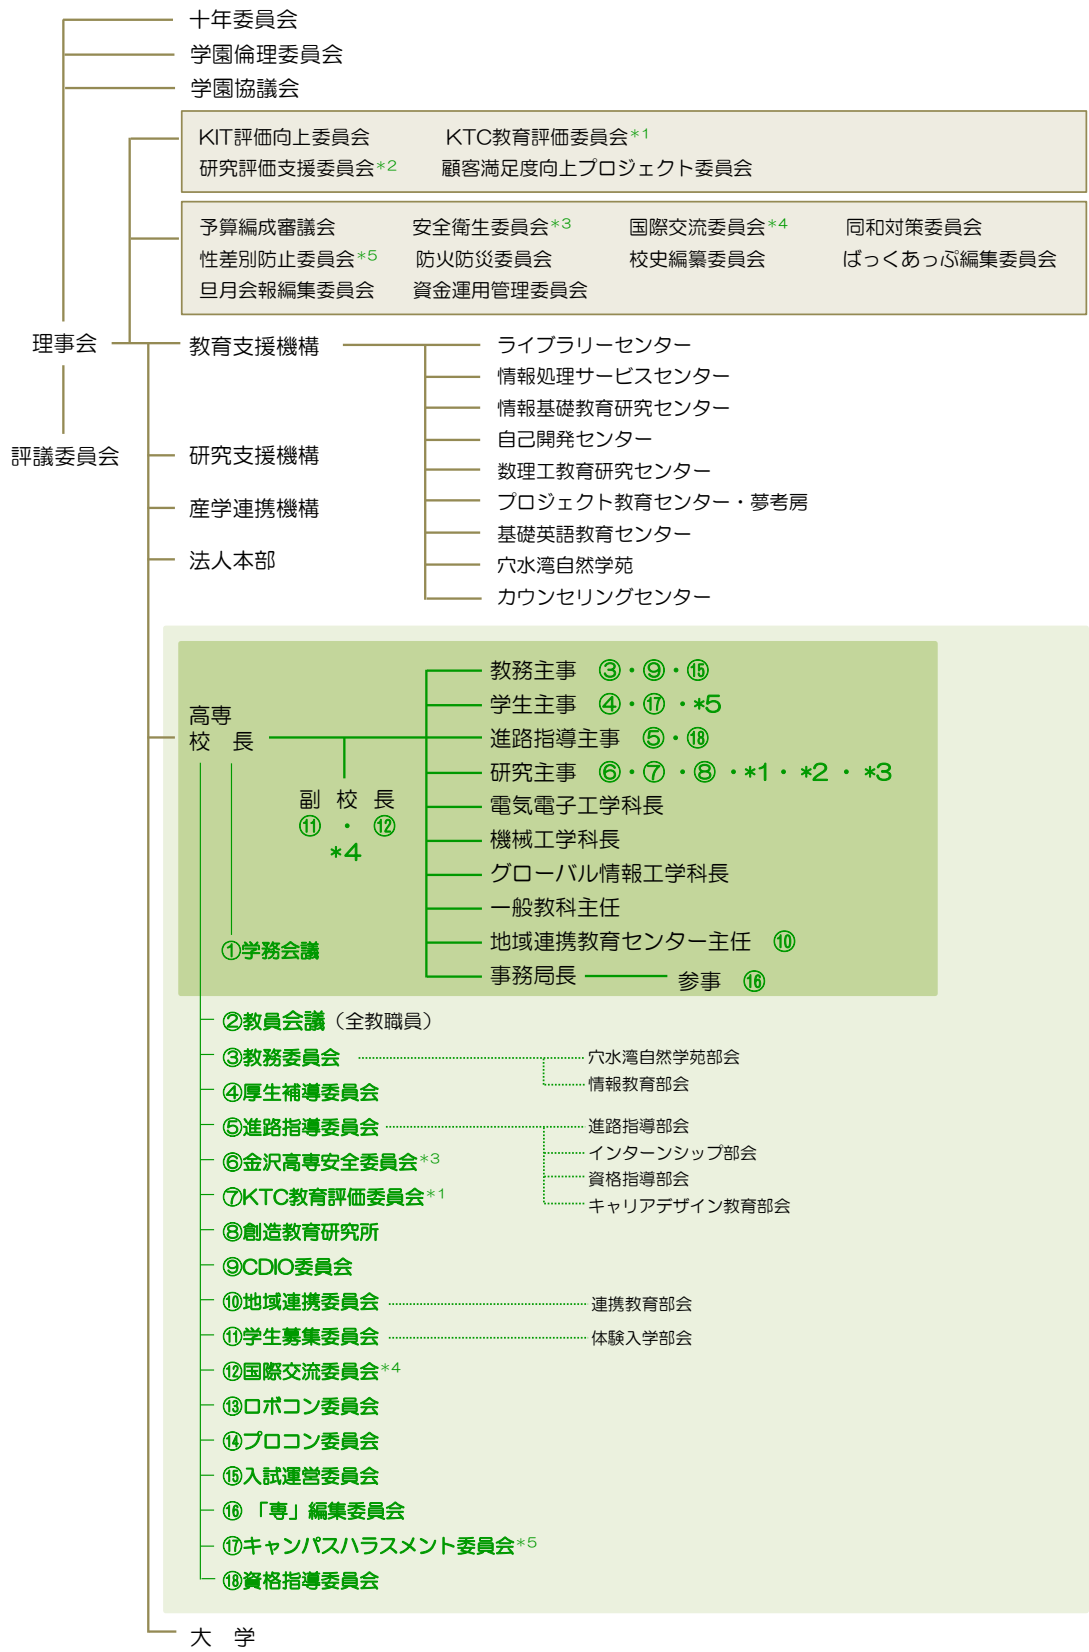 十年委員会
学園倫理委員会
学園協議会
KIT評価向上委員会 KTC教育評価委員会*1
研究評価支援委員会*2 顧客満足度向上プロジェクト委員会
予算編成審議会 安全衛生委員会*3 国際交流委員会*4 同和対策委員会
性差別防止委員会*5 防火防災委員会 校史編纂委員会 ばっくあっぷ編集委員会
旦月会報編集委員会 資金運用管理委員会
理事会
評議委員会
教育支援機構
ライブラリーセンター
情報処理サービスセンター
情報基礎教育研究センター
自己開発センター
数理工教育研究センター
プロジェクト教育センター・夢考房
基礎英語教育センター
穴水湾自然学苑
カウンセリングセンター
研究支援機構
産学連携機構
法人本部
高専
校 長
副 校 長
⑪ ・ ⑫
*4
教務主事 ③・⑨・⑮
学生主事 ④・⑰・*5
進路指導主事 ⑤・⑱
研究主事 ⑥・⑦・⑧・*1・*2・*3
電気電子工学科長
機械工学科長
グローバル情報工学科長
一般教科主任
地域連携教育センター主任 ⑩
事務局長 参事 ⑯
①学務会議
②教員会議（全教職員）
③教務委員会 穴水湾自然学苑部会
情報教育部会
④厚生補導委員会
⑤進路指導委員会 進路指導部会
インターンシップ部会
資格指導部会
キャリアデザイン教育部会
⑥金沢高専安全委員会*3
⑦KTC教育評価委員会*1
⑧創造教育研究所
⑨CDIO委員会
⑩地域連携委員会 連携教育部会
⑪学生募集委員会 体験入学部会
⑫国際交流委員会*4
⑬ロボコン委員会
⑭プロコン委員会
⑮入試運営委員会
⑯「専」編集委員会
⑰キャンパスハラスメント委員会*5
⑱資格指導委員会
大 学